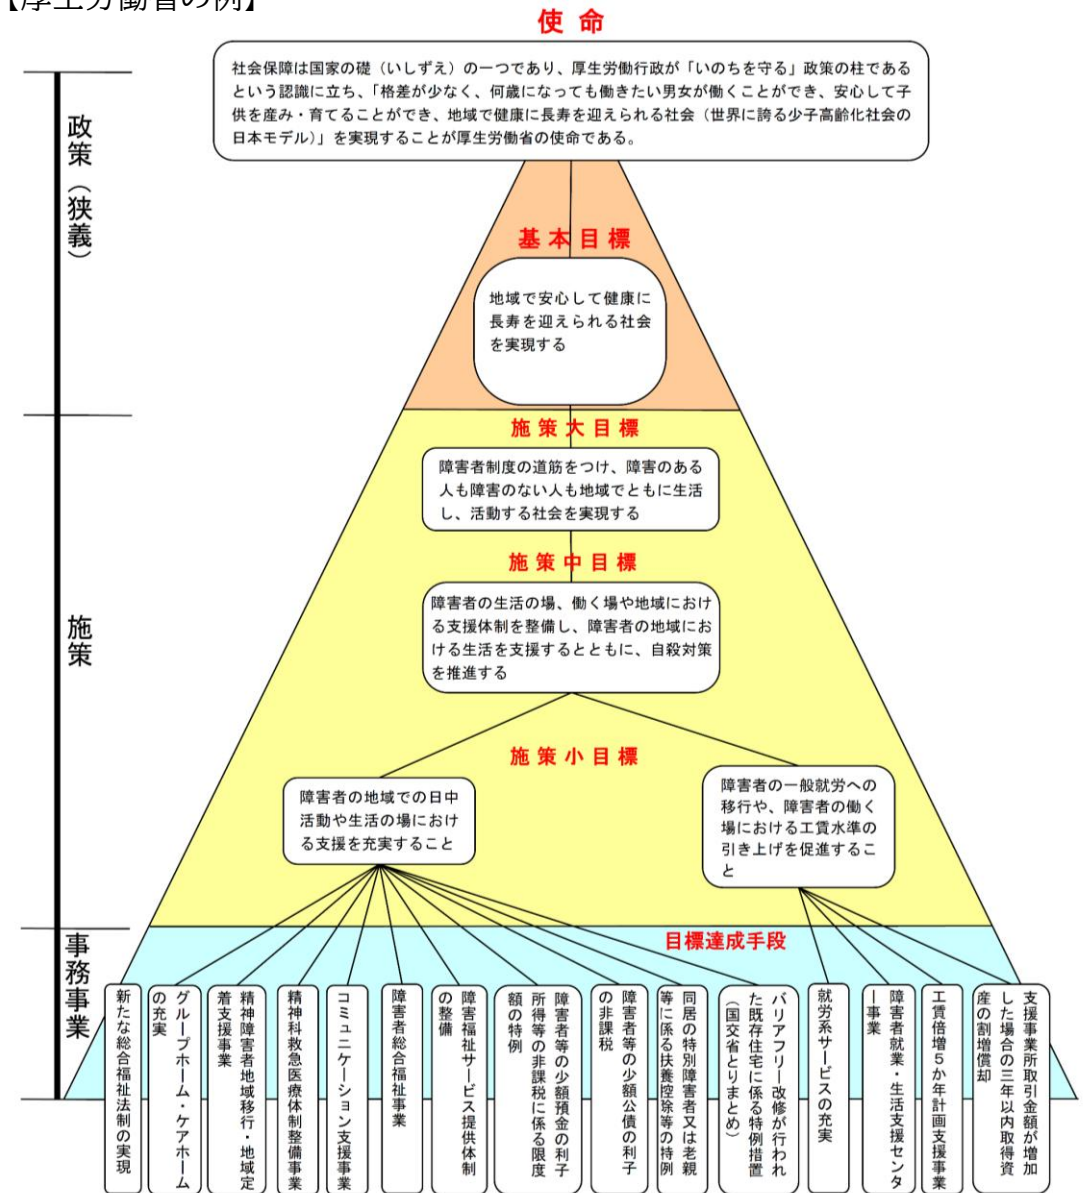 【厚生労働省の例】
使命
社会保障は国家の礎（いしずえ）の一つであり、厚生労働行政が「いのちを守る」政策の柱である
という認識に立ち、「格差が少なく、何歳になっても働きたい男女が働くことができ、安心して子
供を産み・育てることができ、地域で健康に長寿を迎えられる社会（世界に誇る少子高齢化社会の
日本モデル）」を実現することが厚生労働省の使命である。
政策（狭義）
基本目標
地域で安心して健康に
長寿を迎えられる社会
を実現する
施策
施策大目標
障害者制度の道筋をつけ、障害のある
人も障害のない人も地域でともに生活
し、活動する社会を実現する
施策中目標
障害者の生活の場、働く場や地域におけ
る支援体制を整備し、障害者の地域にお
ける生活を支援するとともに、自殺対策
を推進する
施策小目標
障害者の地域での日中
活動や生活の場におけ
る支援を充実すること
障害者の一般就労への
移行や、障害者の働く
場における工賃水準の
引き上げを促進するこ
と
事務事業
目標達成手段
新たな総合福祉法制の実現
グループホーム・ケアホーム
の充実
精神障害者地域移行・地域定
着支援事業
精神科救急医療体制整備事業
コミュニケーション支援事業
障害者総合福祉事業
障害福祉サービス提供体制
の整備
障害者等の少額預金の利子
所得等の非課税に係る限度
額の特例
障害者等の少額公債の利子
の非課税
同居の特別障害者又は老親
等に係る扶養控除等の特例
バリアフリー改修が行われ
た既存住宅に係る特例措置
（国交省とりまとめ）
就労系サービスの充実
障害者就業・生活支援センタ
ー事業
工賃倍増５か年計画支援事業
支援事業所取引金額が増加
した場合の三年以内取得資
産の割増償却